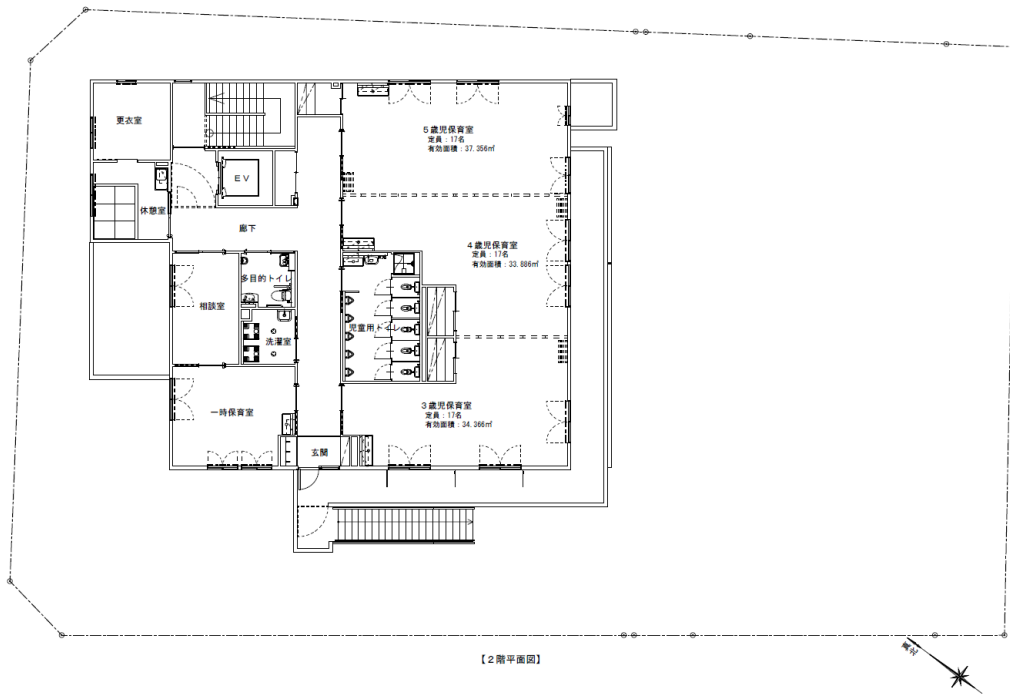 更衣室
5歳児保育室
定員：17名
有効面積：37.356㎡
EV
休憩室
廊下
4歳児保育室
定員：17名
有効面積：33.886㎡
多目的トイレ
相談室
児童用トイレ
洗濯室
一時保育室
3歳児保育室
定員：17名
有効面積：34.366㎡
玄関
【2階平面図】
真北